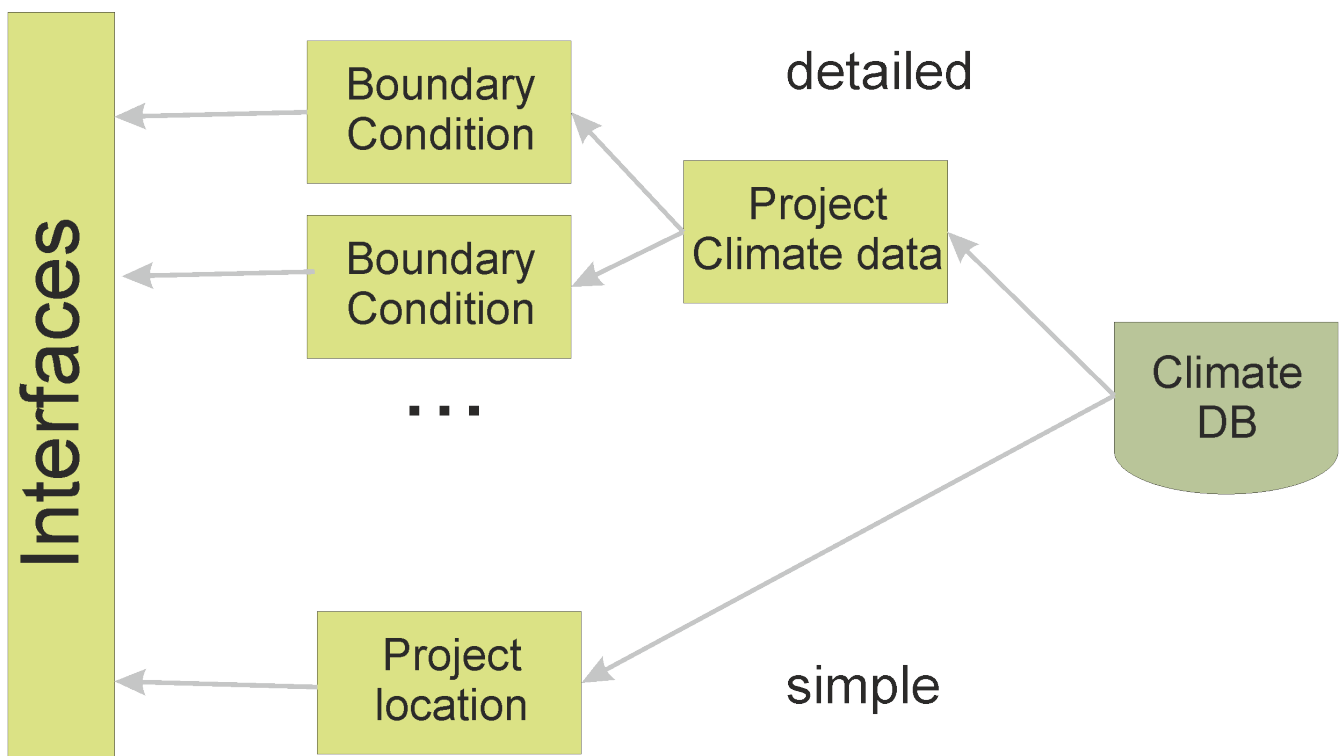 Interfaces
Boundary
Condition
detailed
Project
Climate data
Boundary
Condition
...
Climate
DB
Project
location
simple